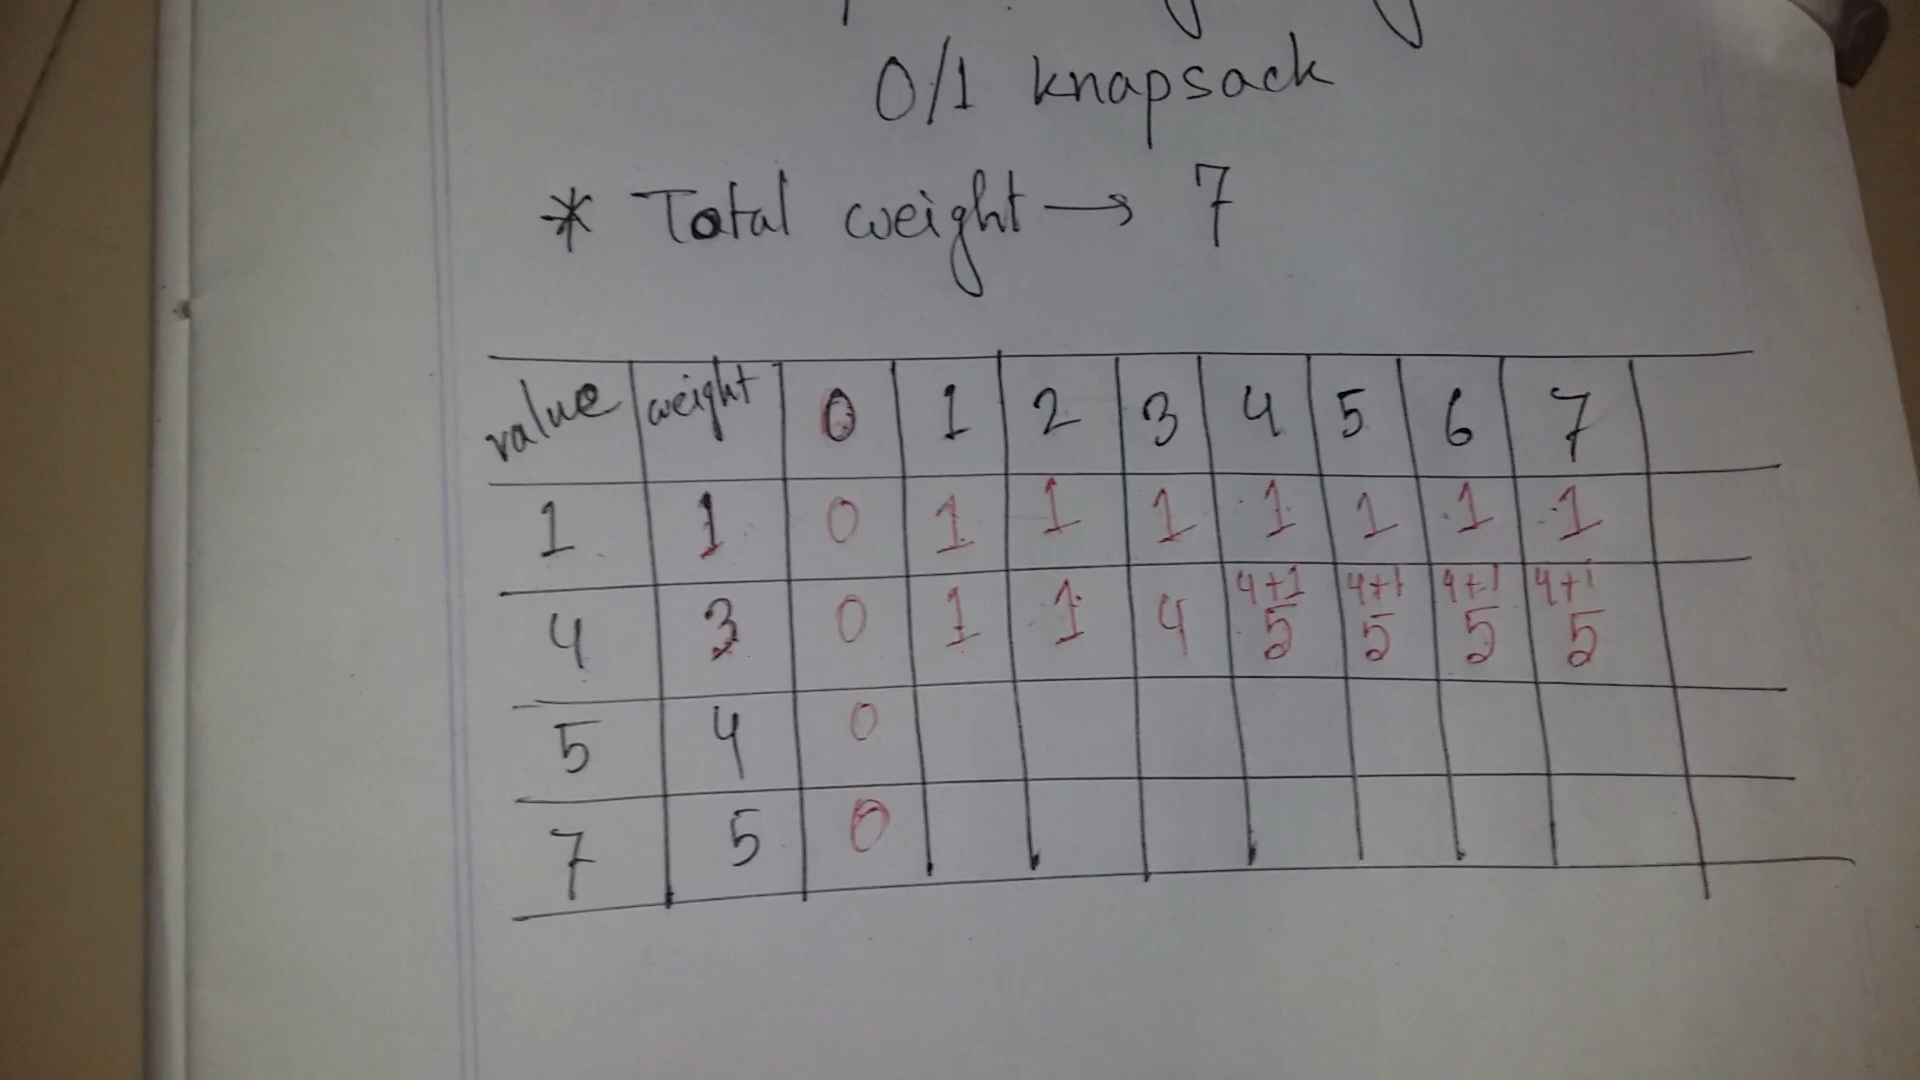 0/1 knapsack
* Total weight → 7
value weight 0 1 2 3 4 5 6 7
1 1 0 1 1 1 1 1 1 1
4+1 4+1 4+1 4+1
4 3 0 1 1 4 5 5 5 5
5 4 0
7 5 0